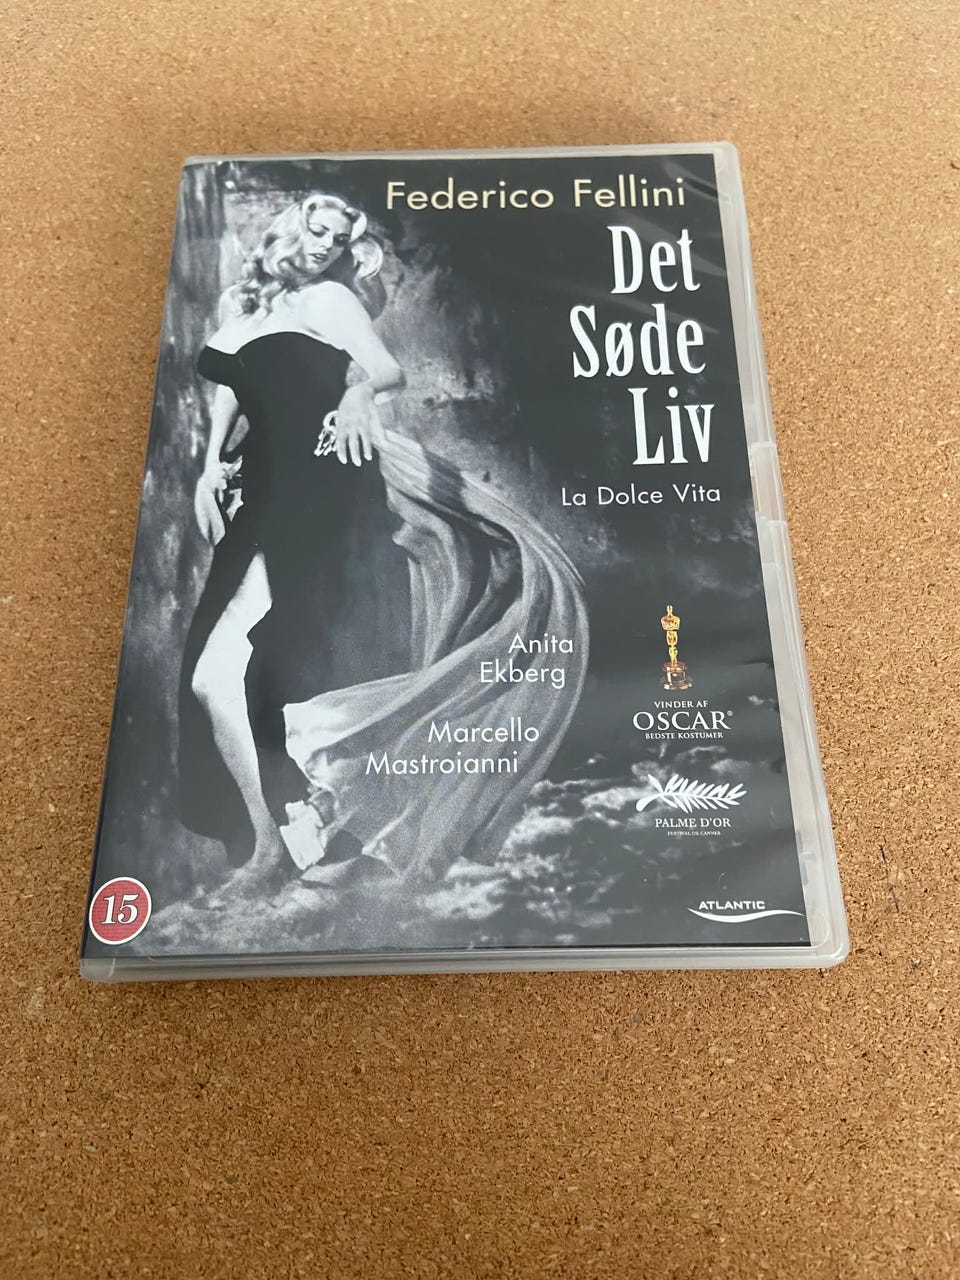 Federico Fellini
Det
Søde
Liv
La Dolce Vita
Anita
Ekberg
Marcello
Mastroianni
VINDER AF
OSCAR®
BEDSTE KOSTUMER
PALME D'OR
FESTIVAL DE CANNES
15
ATLANTIC